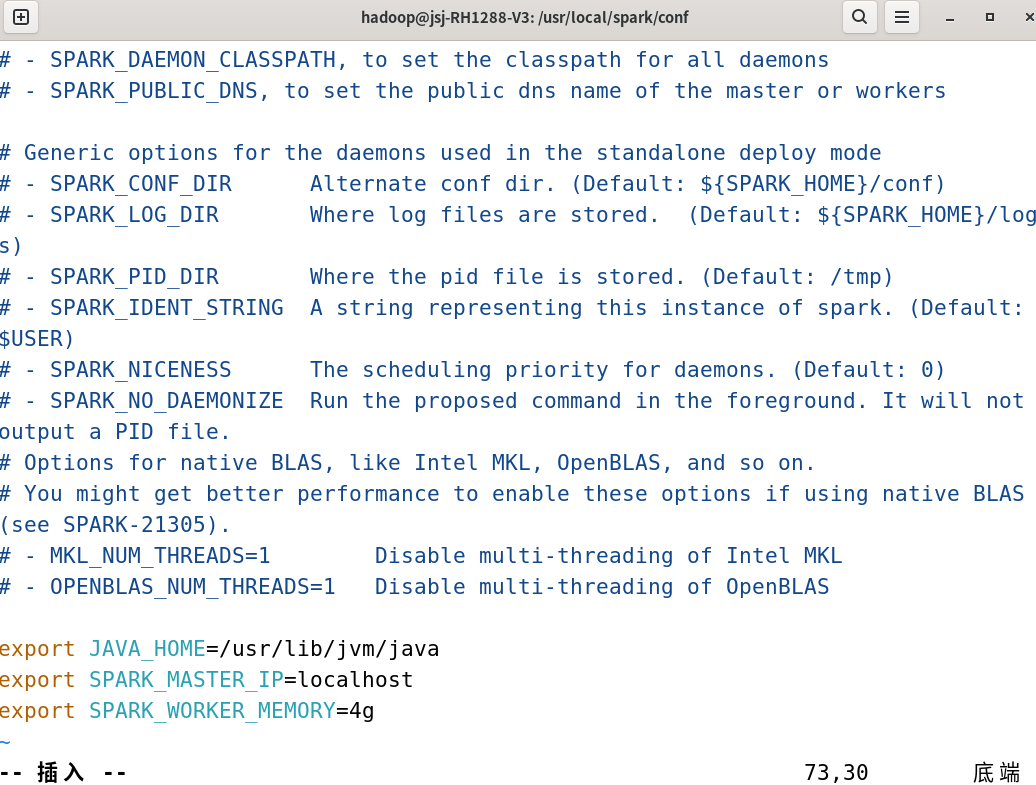 hadoop@jsj-RH1288-V3: /usr/local/spark/conf
# - SPARK_DAEMON_CLASSPATH, to set the classpath for all daemons
# - SPARK_PUBLIC_DNS, to set the public dns name of the master or workers
# Generic options for the daemons used in the standalone deploy mode
# - SPARK_CONF_DIR      Alternate conf dir. (Default: ${SPARK_HOME}/conf)
# - SPARK_LOG_DIR       Where log files are stored.  (Default: ${SPARK_HOME}/log
s)
# - SPARK_PID_DIR       Where the pid file is stored. (Default: /tmp)
# - SPARK_IDENT_STRING  A string representing this instance of spark. (Default:
$USER)
# - SPARK_NICENESS      The scheduling priority for daemons. (Default: 0)
# - SPARK_NO_DAEMONIZE  Run the proposed command in the foreground. It will not
output a PID file.
# Options for native BLAS, like Intel MKL, OpenBLAS, and so on.
# You might get better performance to enable these options if using native BLAS
(see SPARK-21305).
# - MKL_NUM_THREADS=1        Disable multi-threading of Intel MKL
# - OPENBLAS_NUM_THREADS=1   Disable multi-threading of OpenBLAS
export JAVA_HOME=/usr/lib/jvm/java
export SPARK_MASTER_IP=localhost
export SPARK_WORKER_MEMORY=4g
~
-- 插入 -- 73,30 底端